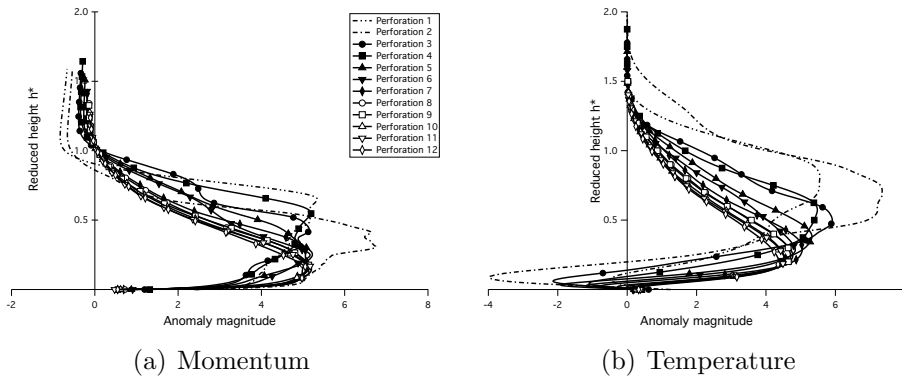 2.0
1.5
1.0
0.5
Reduced height h*
-2 0 2 4 6 8
Anomaly magnitude
Perforation 1
Perforation 2
Perforation 3
Perforation 4
Perforation 5
Perforation 6
Perforation 7
Perforation 8
Perforation 9
Perforation 10
Perforation 11
Perforation 12
(a) Momentum
2.0
1.5
1.0
0.5
Reduced height h*
-4 -2 0 2 4 6
Anomaly magnitude
(b) Temperature